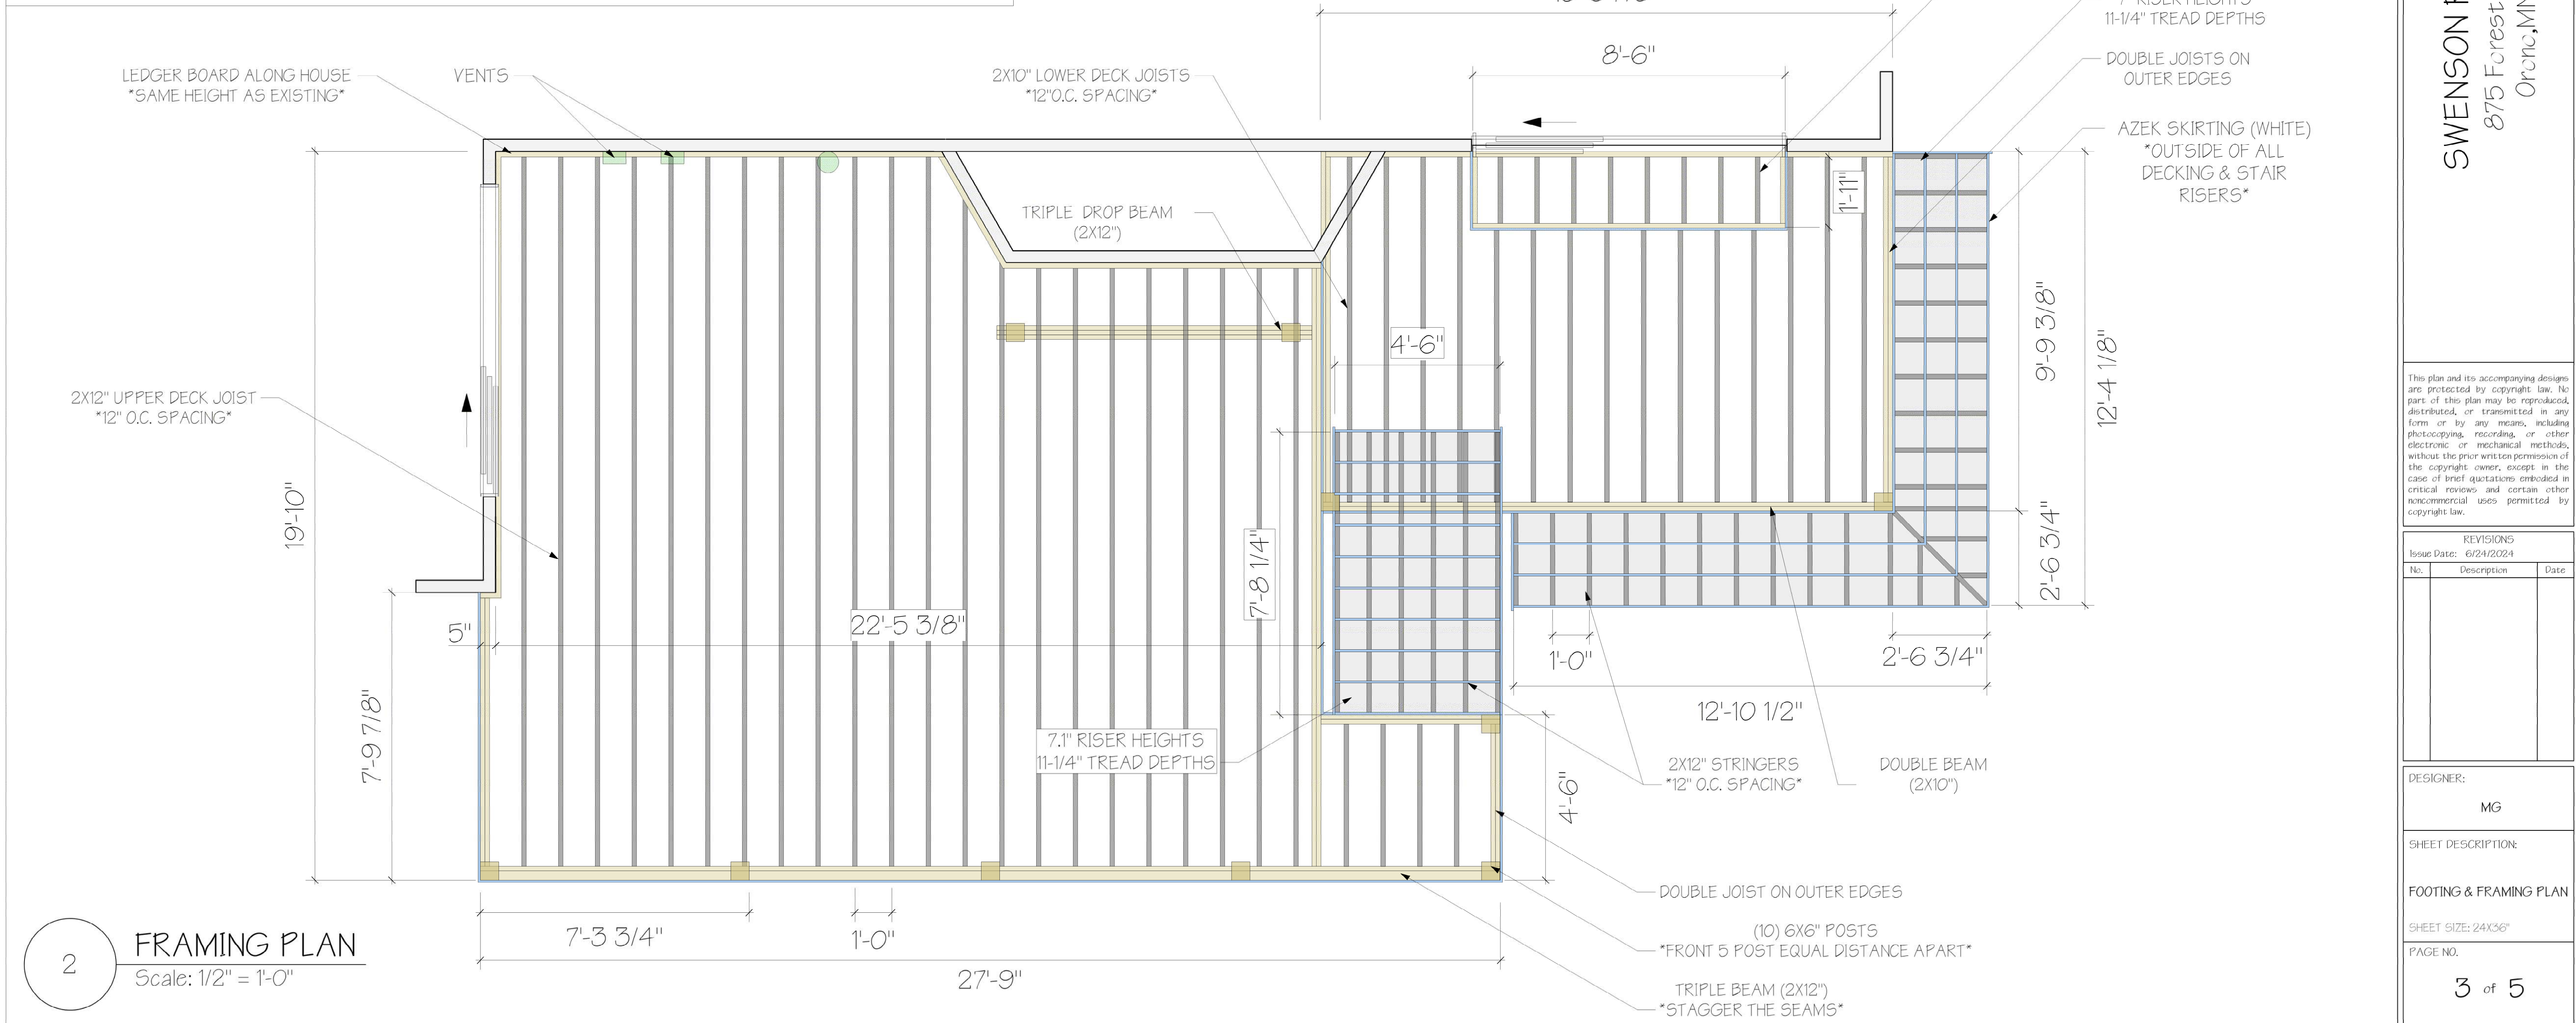 11-1/4" TREAD DEPTHS
8'-6"
LEDGER BOARD ALONG HOUSE
*SAME HEIGHT AS EXISTING*
VENTS
2X10" LOWER DECK JOISTS
*12"O.C. SPACING*
DOUBLE JOISTS ON
OUTER EDGES
AZEK SKIRTING (WHITE)
*OUTSIDE OF ALL
DECKING & STAIR
RISERS*
1'-11"
TRIPLE DROP BEAM
(2X12")
4'-6"
9'-9 3/8"
12'-4 1/8"
2X12" UPPER DECK JOIST
*12" O.C. SPACING*
19'-10"
7'-8 1/4"
2'-6 3/4"
5"
22'-5 3/8"
1'-0"
2'-6 3/4"
7'-9 7/8"
12'-10 1/2"
7.1" RISER HEIGHTS
11-1/4" TREAD DEPTHS
2X12" STRINGERS
*12" O.C. SPACING*
DOUBLE BEAM
(2X10")
4'-6"
DOUBLE JOIST ON OUTER EDGES
7'-3 3/4"
1'-0"
(10) 6X6" POSTS
*FRONT 5 POST EQUAL DISTANCE APART*
27'-9"
TRIPLE BEAM (2X12")
*STAGGER THE SEAMS*
2
FRAMING PLAN
Scale: 1/2" = 1'-0"
SWENSON
875 Forest
Orono,MN
This plan and its accompanying designs
are protected by copyright law. No
part of this plan may be reproduced,
distributed, or transmitted in any
form or by any means, including
photocopying, recording, or other
electronic or mechanical methods,
without the prior written permission of
the copyright owner, except in the
case of brief quotations embodied in
critical reviews and certain other
noncommercial uses permitted by
copyright law.
REVISIONS
Issue Date: 6/24/2024
No. Description Date
DESIGNER:
MG
SHEET DESCRIPTION:
FOOTING & FRAMING PLAN
SHEET SIZE: 24X36"
PAGE NO.
3 of 5